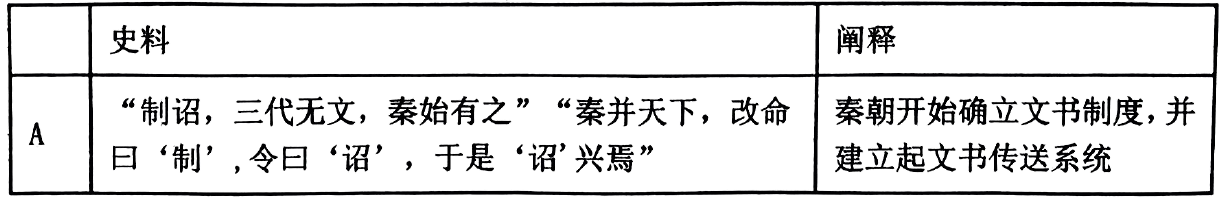 史料
阐释
A
“制诏，三代无文，秦始有之”“秦并天下，改命
曰‘制’，令曰‘诏’，于是‘诏’兴焉”
秦朝开始确立文书制度，并
建立起文书传送系统